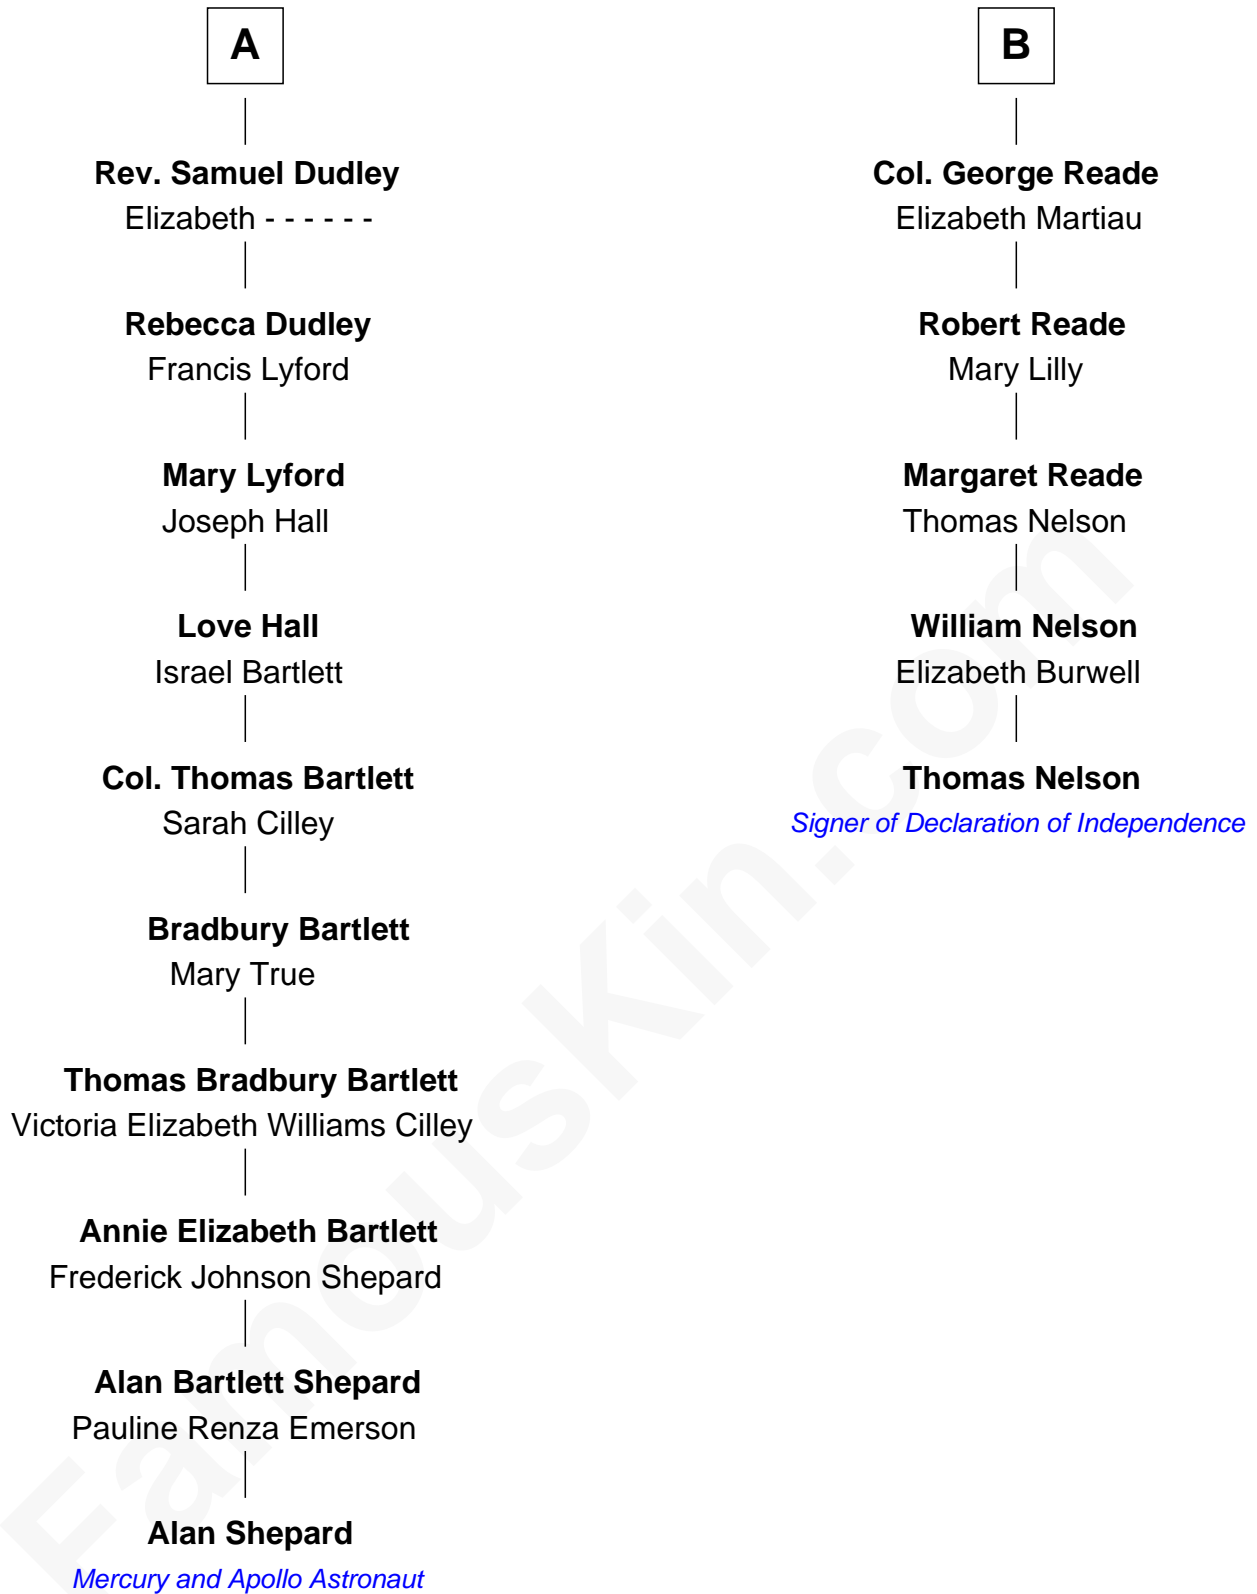 A
Rev. Samuel Dudley
Elizabeth - - - - - -
Rebecca Dudley
Francis Lyford
Mary Lyford
Joseph Hall
Love Hall
Israel Bartlett
Col. Thomas Bartlett
Sarah Cilley
Bradbury Bartlett
Mary True
Thomas Bradbury Bartlett
Victoria Elizabeth Williams Cilley
Annie Elizabeth Bartlett
Frederick Johnson Shepard
Alan Bartlett Shepard
Pauline Renza Emerson
Alan Shepard
Mercury and Apollo Astronaut
B
Col. George Reade
Elizabeth Martiau
Robert Reade
Mary Lilly
Margaret Reade
Thomas Nelson
William Nelson
Elizabeth Burwell
Thomas Nelson
Signer of Declaration of Independence
FamousKin.com